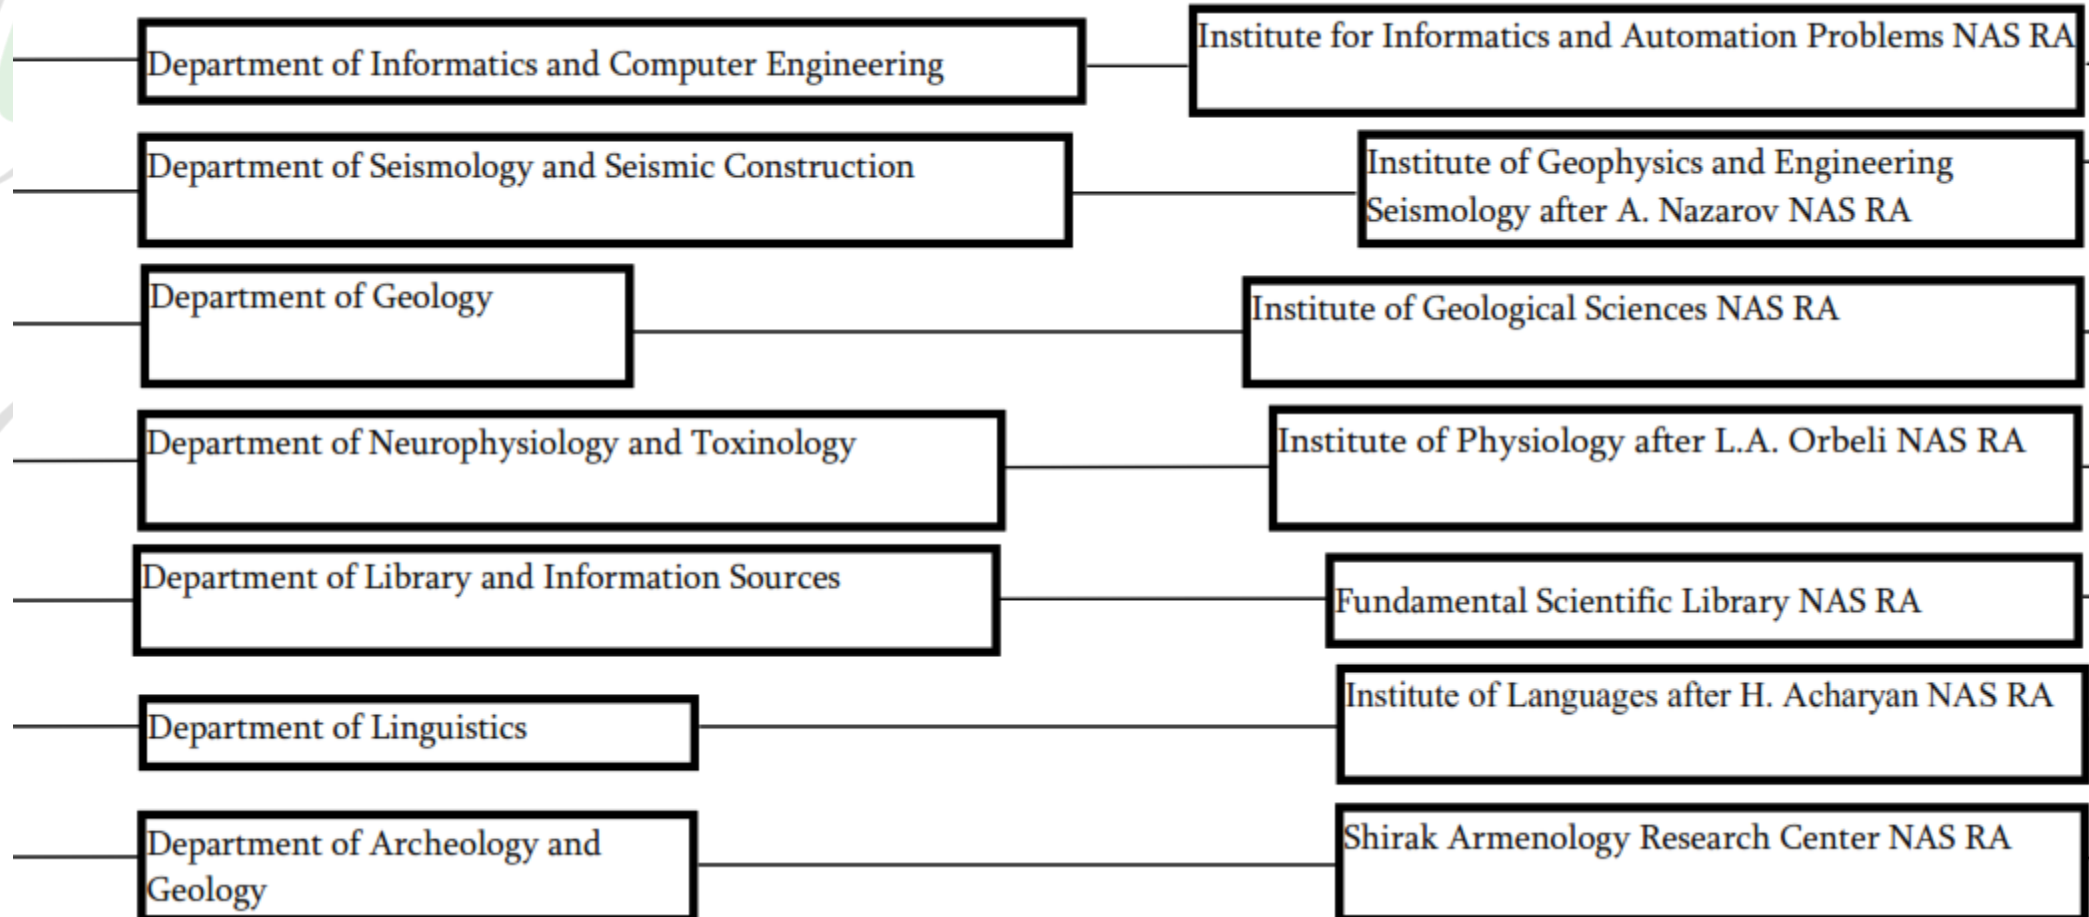 Department of Informatics and Computer Engineering
Institute for Informatics and Automation Problems NAS RA
Department of Seismology and Seismic Construction
Institute of Geophysics and Engineering
Seismology after A. Nazarov NAS RA
Department of Geology
Institute of Geological Sciences NAS RA
Department of Neurophysiology and Toxinology
Institute of Physiology after L.A. Orbeli NAS RA
Department of Library and Information Sources
Fundamental Scientific Library NAS RA
Department of Linguistics
Institute of Languages after H. Acharyan NAS RA
Department of Archeology and
Geology
Shirak Armenology Research Center NAS RA